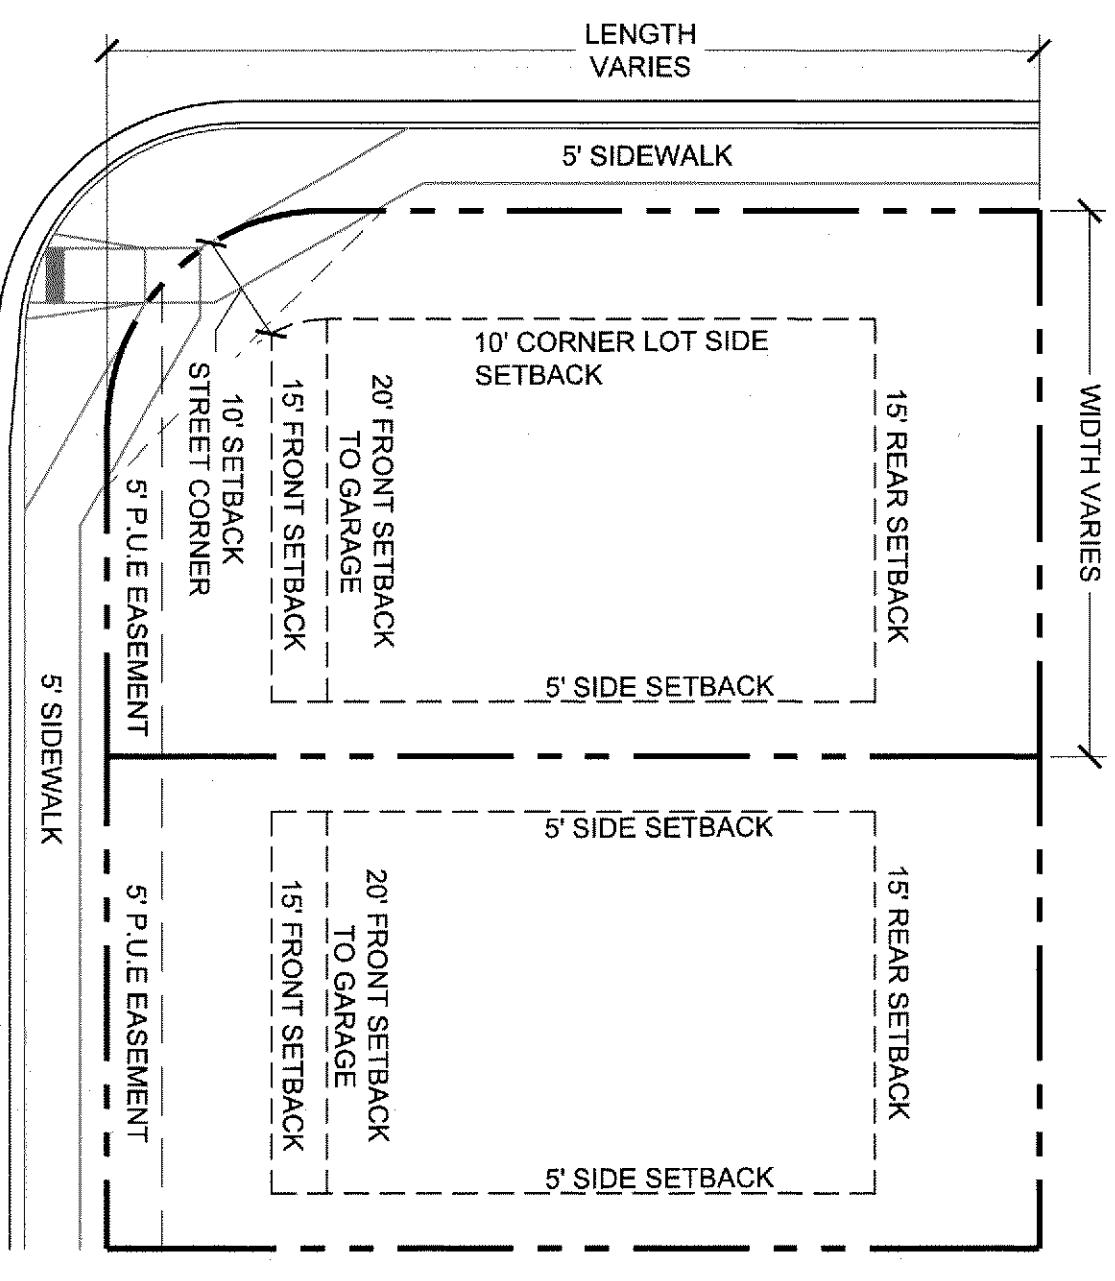 LENGTH
VARIES
5' SIDEWALK
10' CORNER LOT SIDE
SETBACK
WIDTH VARIES
15' REAR SETBACK
20' FRONT SETBACK
TO GARAGE
15' FRONT SETBACK
10' SETBACK
STREET CORNER
5' P.U.E EASEMENT
5' SIDEWALK
5' SIDE SETBACK
5' SIDE SETBACK
15' REAR SETBACK
20' FRONT SETBACK
TO GARAGE
15' FRONT SETBACK
5' P.U.E EASEMENT
5' SIDE SETBACK